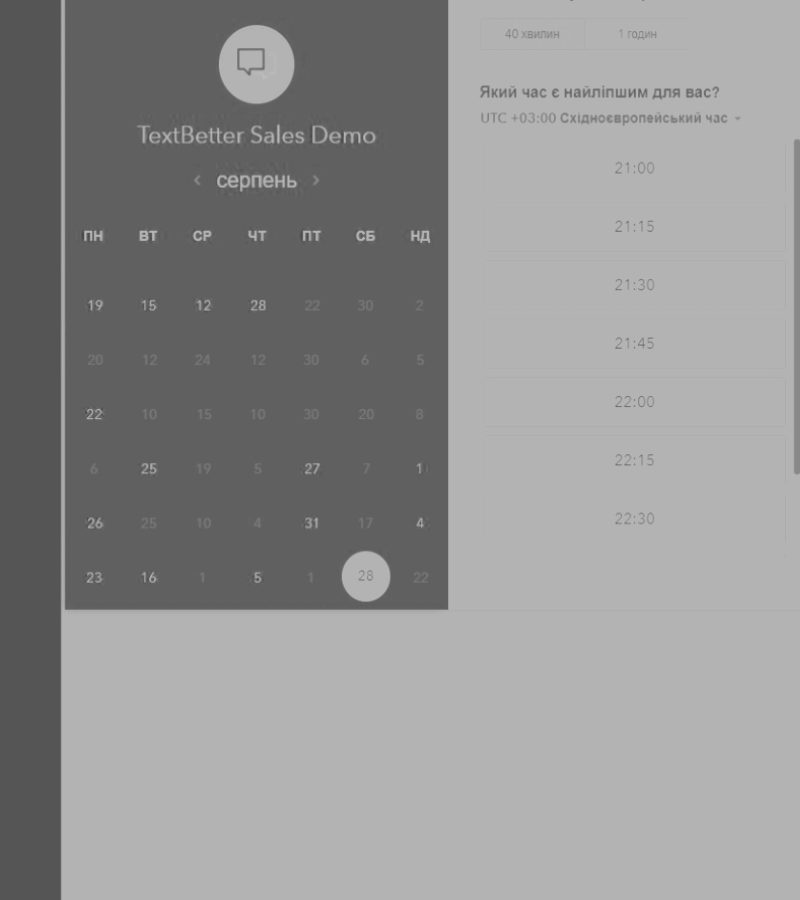 TextBetter Sales Demo
серпень
ПН ВТ СР ЧТ ПТ СБ НД
19 15 12 28 22 30 2
20 12 24 12 30 6 5
22 10 15 10 30 20 8
6 25 19 5 27 7 1
26 25 10 4 31 17 4
23 16 1 5 1 28 22
40 хвилин 1 годин
Який час є найліпшим для вас?
UTC +03:00 Східноєвропейський час
21:00
21:15
21:30
21:45
22:00
22:15
22:30